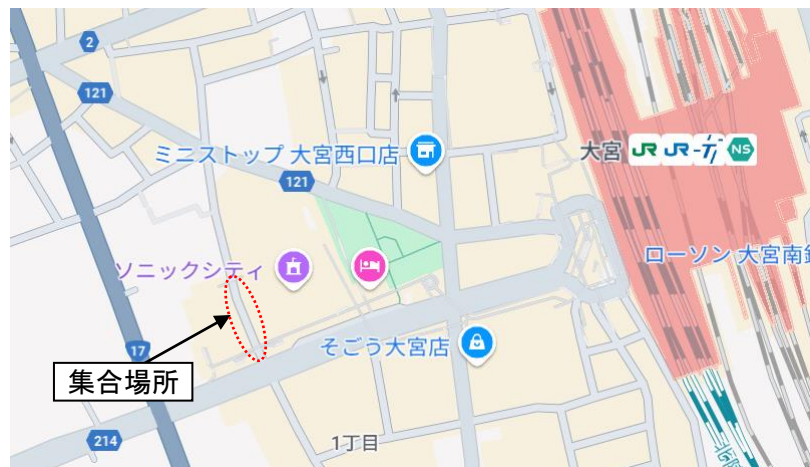 2
121
ミニストップ 大宮西口店
大宮 JR JR-Ti NS
121
ソニックシティ
ローソン 大宮南
そごう大宮店
17
集合場所
214
1丁目
北